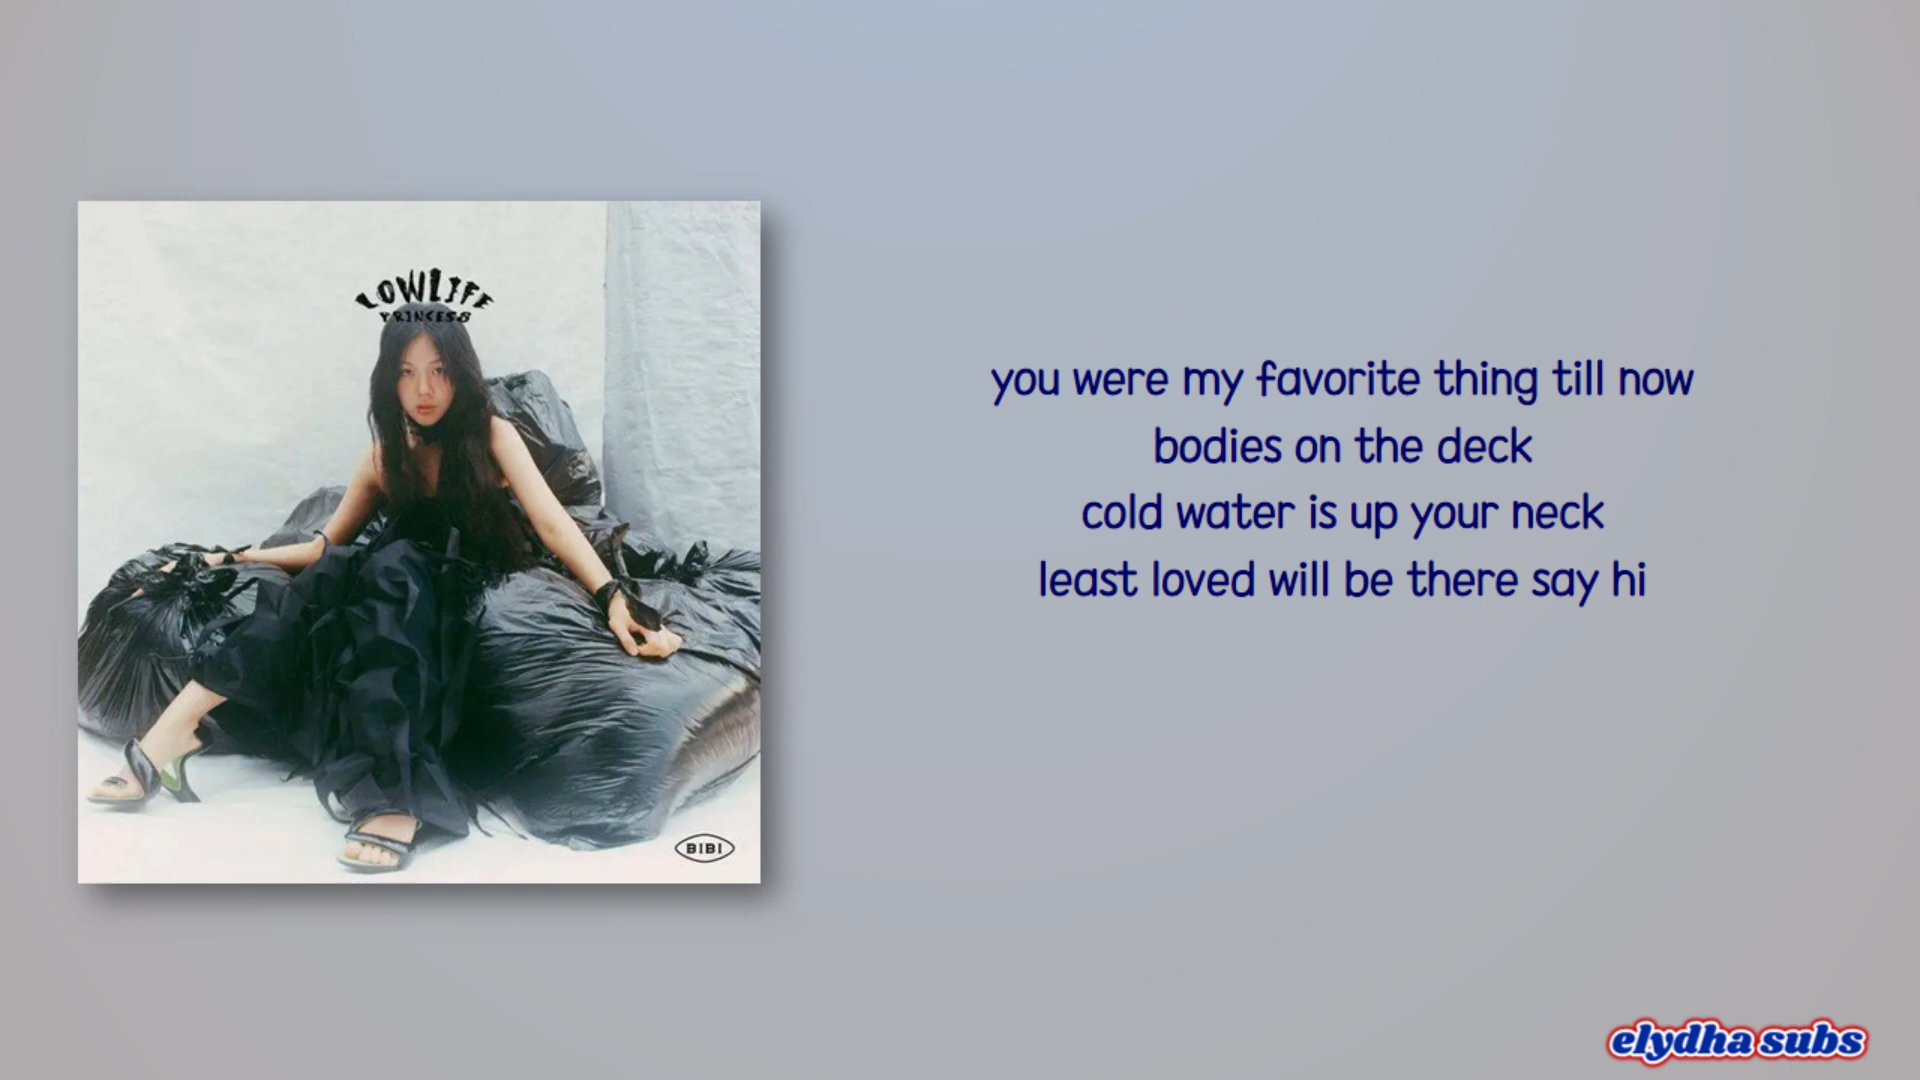 LOWLIFE
PRINCESS
BIBI
you were my favorite thing till now
bodies on the deck
cold water is up your neck
least loved will be there say hi
elydha subs